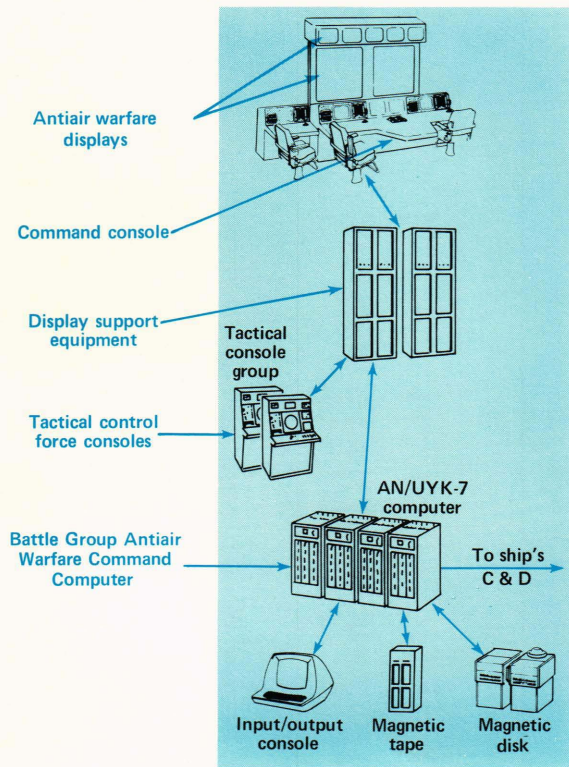 Antiair warfare
displays
Command console
Display support
equipment
Tactical
console
group
Tactical control
force consoles
AN/UYK-7
computer
Battle Group Antiair
Warfare Command
Computer
To ship's
C & D
Input/output
console
Magnetic
tape
Magnetic
disk